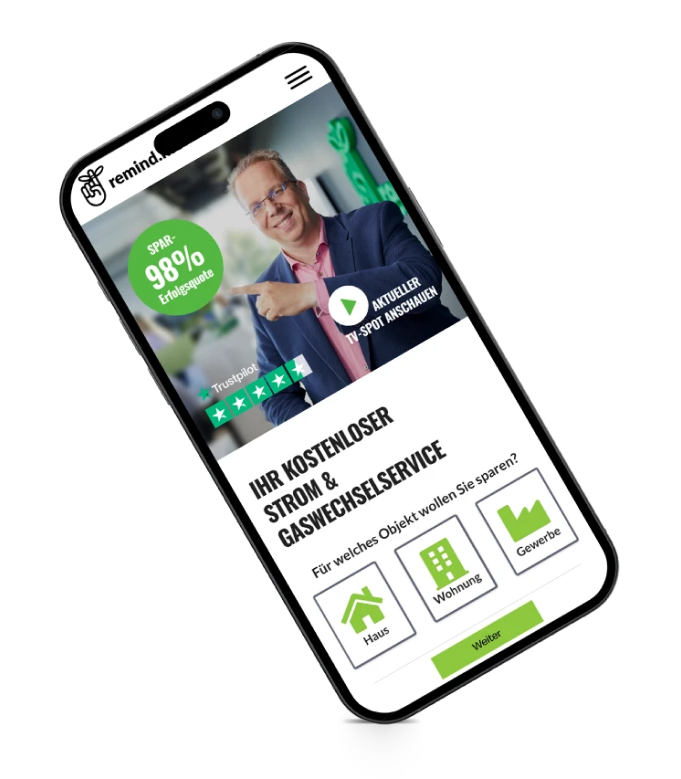 remind.
SPAR-
98%
Erfolgsquote
AKTUELLER
TV-SPOT ANSCHAUEN
Trustpilot
IHR KOSTENLOSER
STROM &
GASWECHSELSERVICE
Für welches Objekt wollen Sie sparen?
Haus
Wohnung
Gewerbe
Weiter